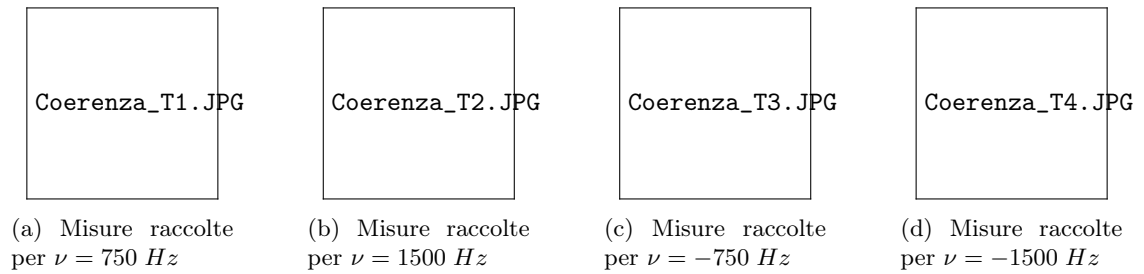 Coerenza_T1.JPG Coerenza_T2.JPG Coerenza_T3.JPG Coerenza_T4.JPG
(a) Misure raccolte
per ν = 750 Hz
(b) Misure raccolte
per ν = 1500 Hz
(c) Misure raccolte
per ν = −750 Hz
(d) Misure raccolte
per ν = −1500 Hz